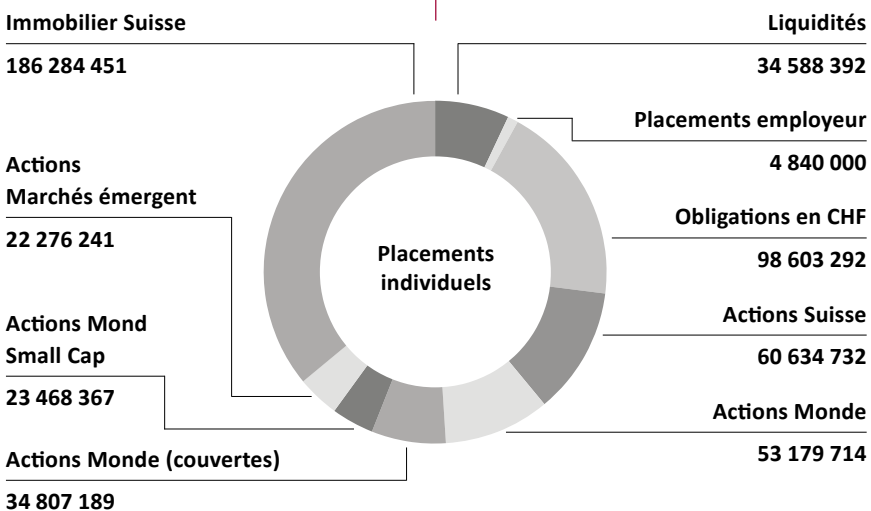 Immobilier Suisse
186 284 451
Actions
Marchés émergent
22 276 241
Actions Mond
Small Cap
23 468 367
Actions Monde (couvertes)
34 807 189
Placements
individuels
Liquidités
34 588 392
Placements employeur
4 840 000
Obligations en CHF
98 603 292
Actions Suisse
60 634 732
Actions Monde
53 179 714